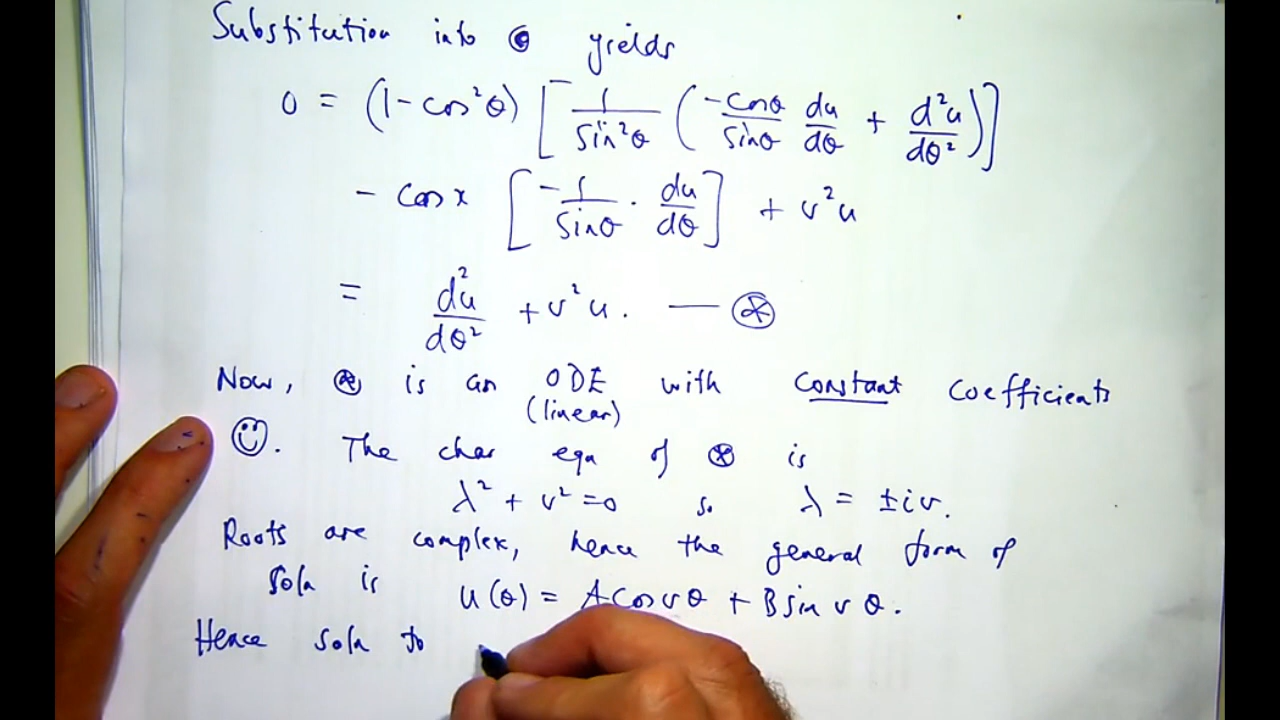 Substitution into © yields
0 = (1-cos²θ) [ 1/sin²θ ( -cosθ/sinθ du/dθ + d²u/dθ² ) ]
- cos x [ -1/sinθ · du/dθ ] + v²u
= d²u/dθ² + v²u. — ⊛
Now, ⊛ is an ODE with constant coefficients
(linear)
☺. The char eqn of ⊛ is
λ² + v² = 0 so λ = ±iv.
Roots are complex, hence the general form of
soln is u(θ) = A cos vθ + B sin vθ.
Hence soln to